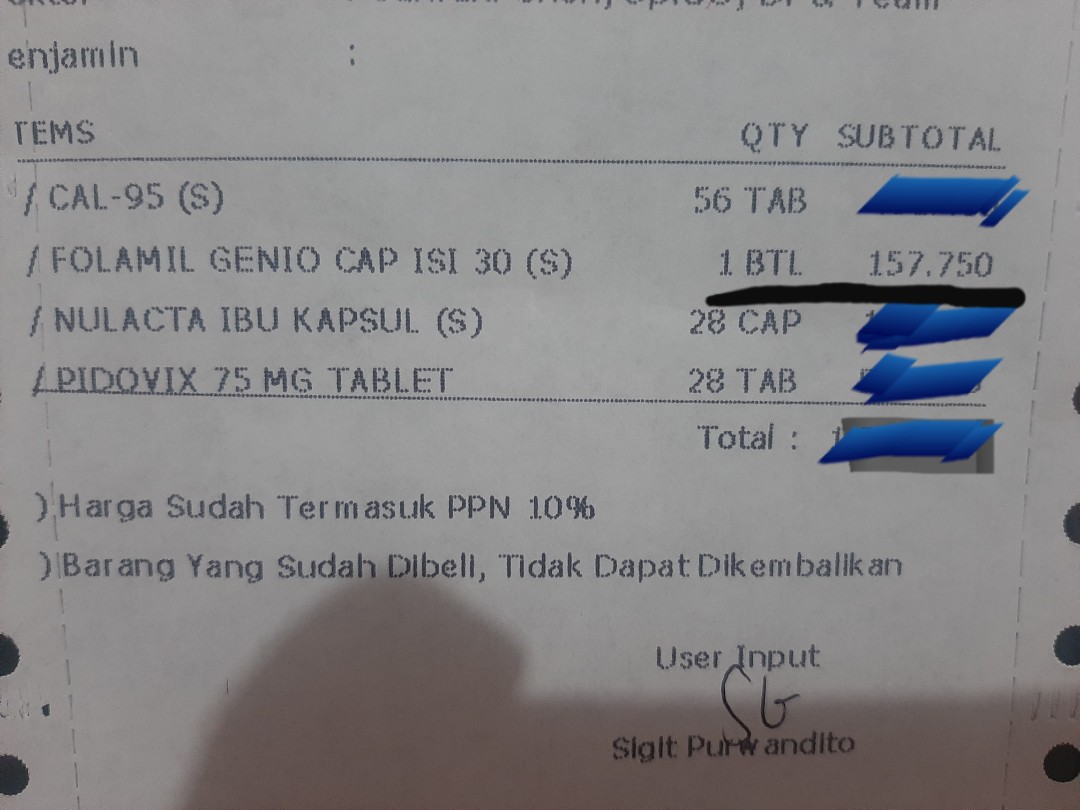 enjamin :
TEMS QTY SUBTOTAL
/ CAL-95 (S) 56 TAB
/ FOLAMIL GENIO CAP ISI 30 (S) 1 BTL 157.750
/ NULACTA IBU KAPSUL (S) 28 CAP
/ PIDOVIX 75 MG TABLET 28 TAB
Total :
) Harga Sudah Termasuk PPN 10%
) Barang Yang Sudah Dibeli, Tidak Dapat Dikembalikan
User Input
SG
Sigit Purwandito